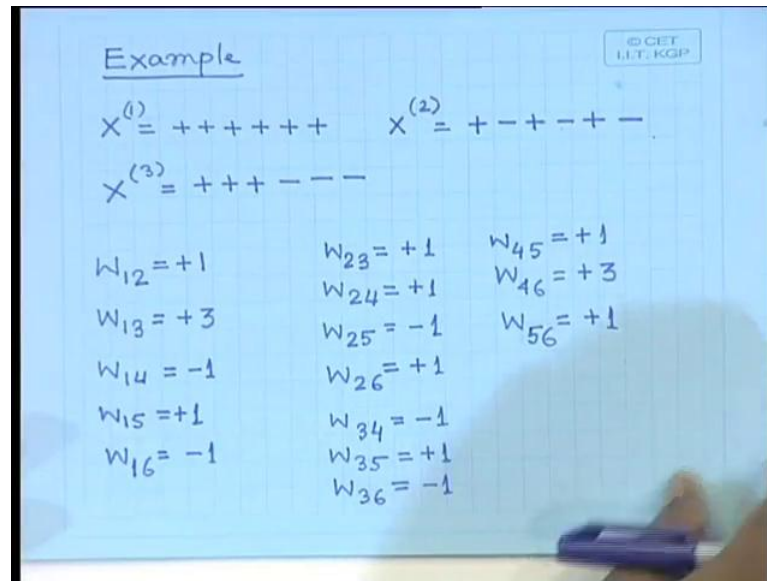 Example
© CET
I.I.T. KGP
X^(1) = + + + + + +
X^(2) = + - + - + -
X^(3) = + + + - - -
W12 = +1
W13 = +3
W14 = -1
W15 = +1
W16 = -1
W23 = +1
W24 = +1
W25 = -1
W26 = +1
W34 = -1
W35 = +1
W36 = -1
W45 = +1
W46 = +3
W56 = +1